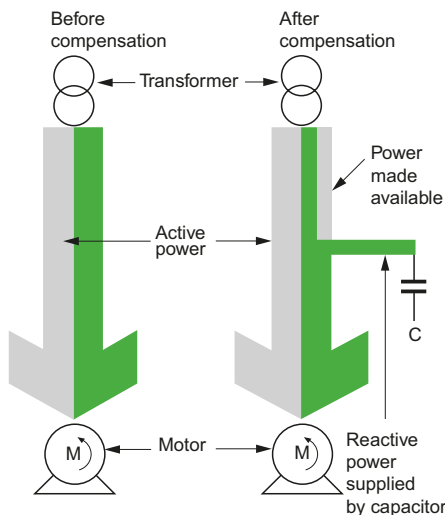 Before
compensation
After
compensation
Transformer
Power
made
available
Active
power
C
M
Motor
M
Reactive
power
supplied
by capacitor